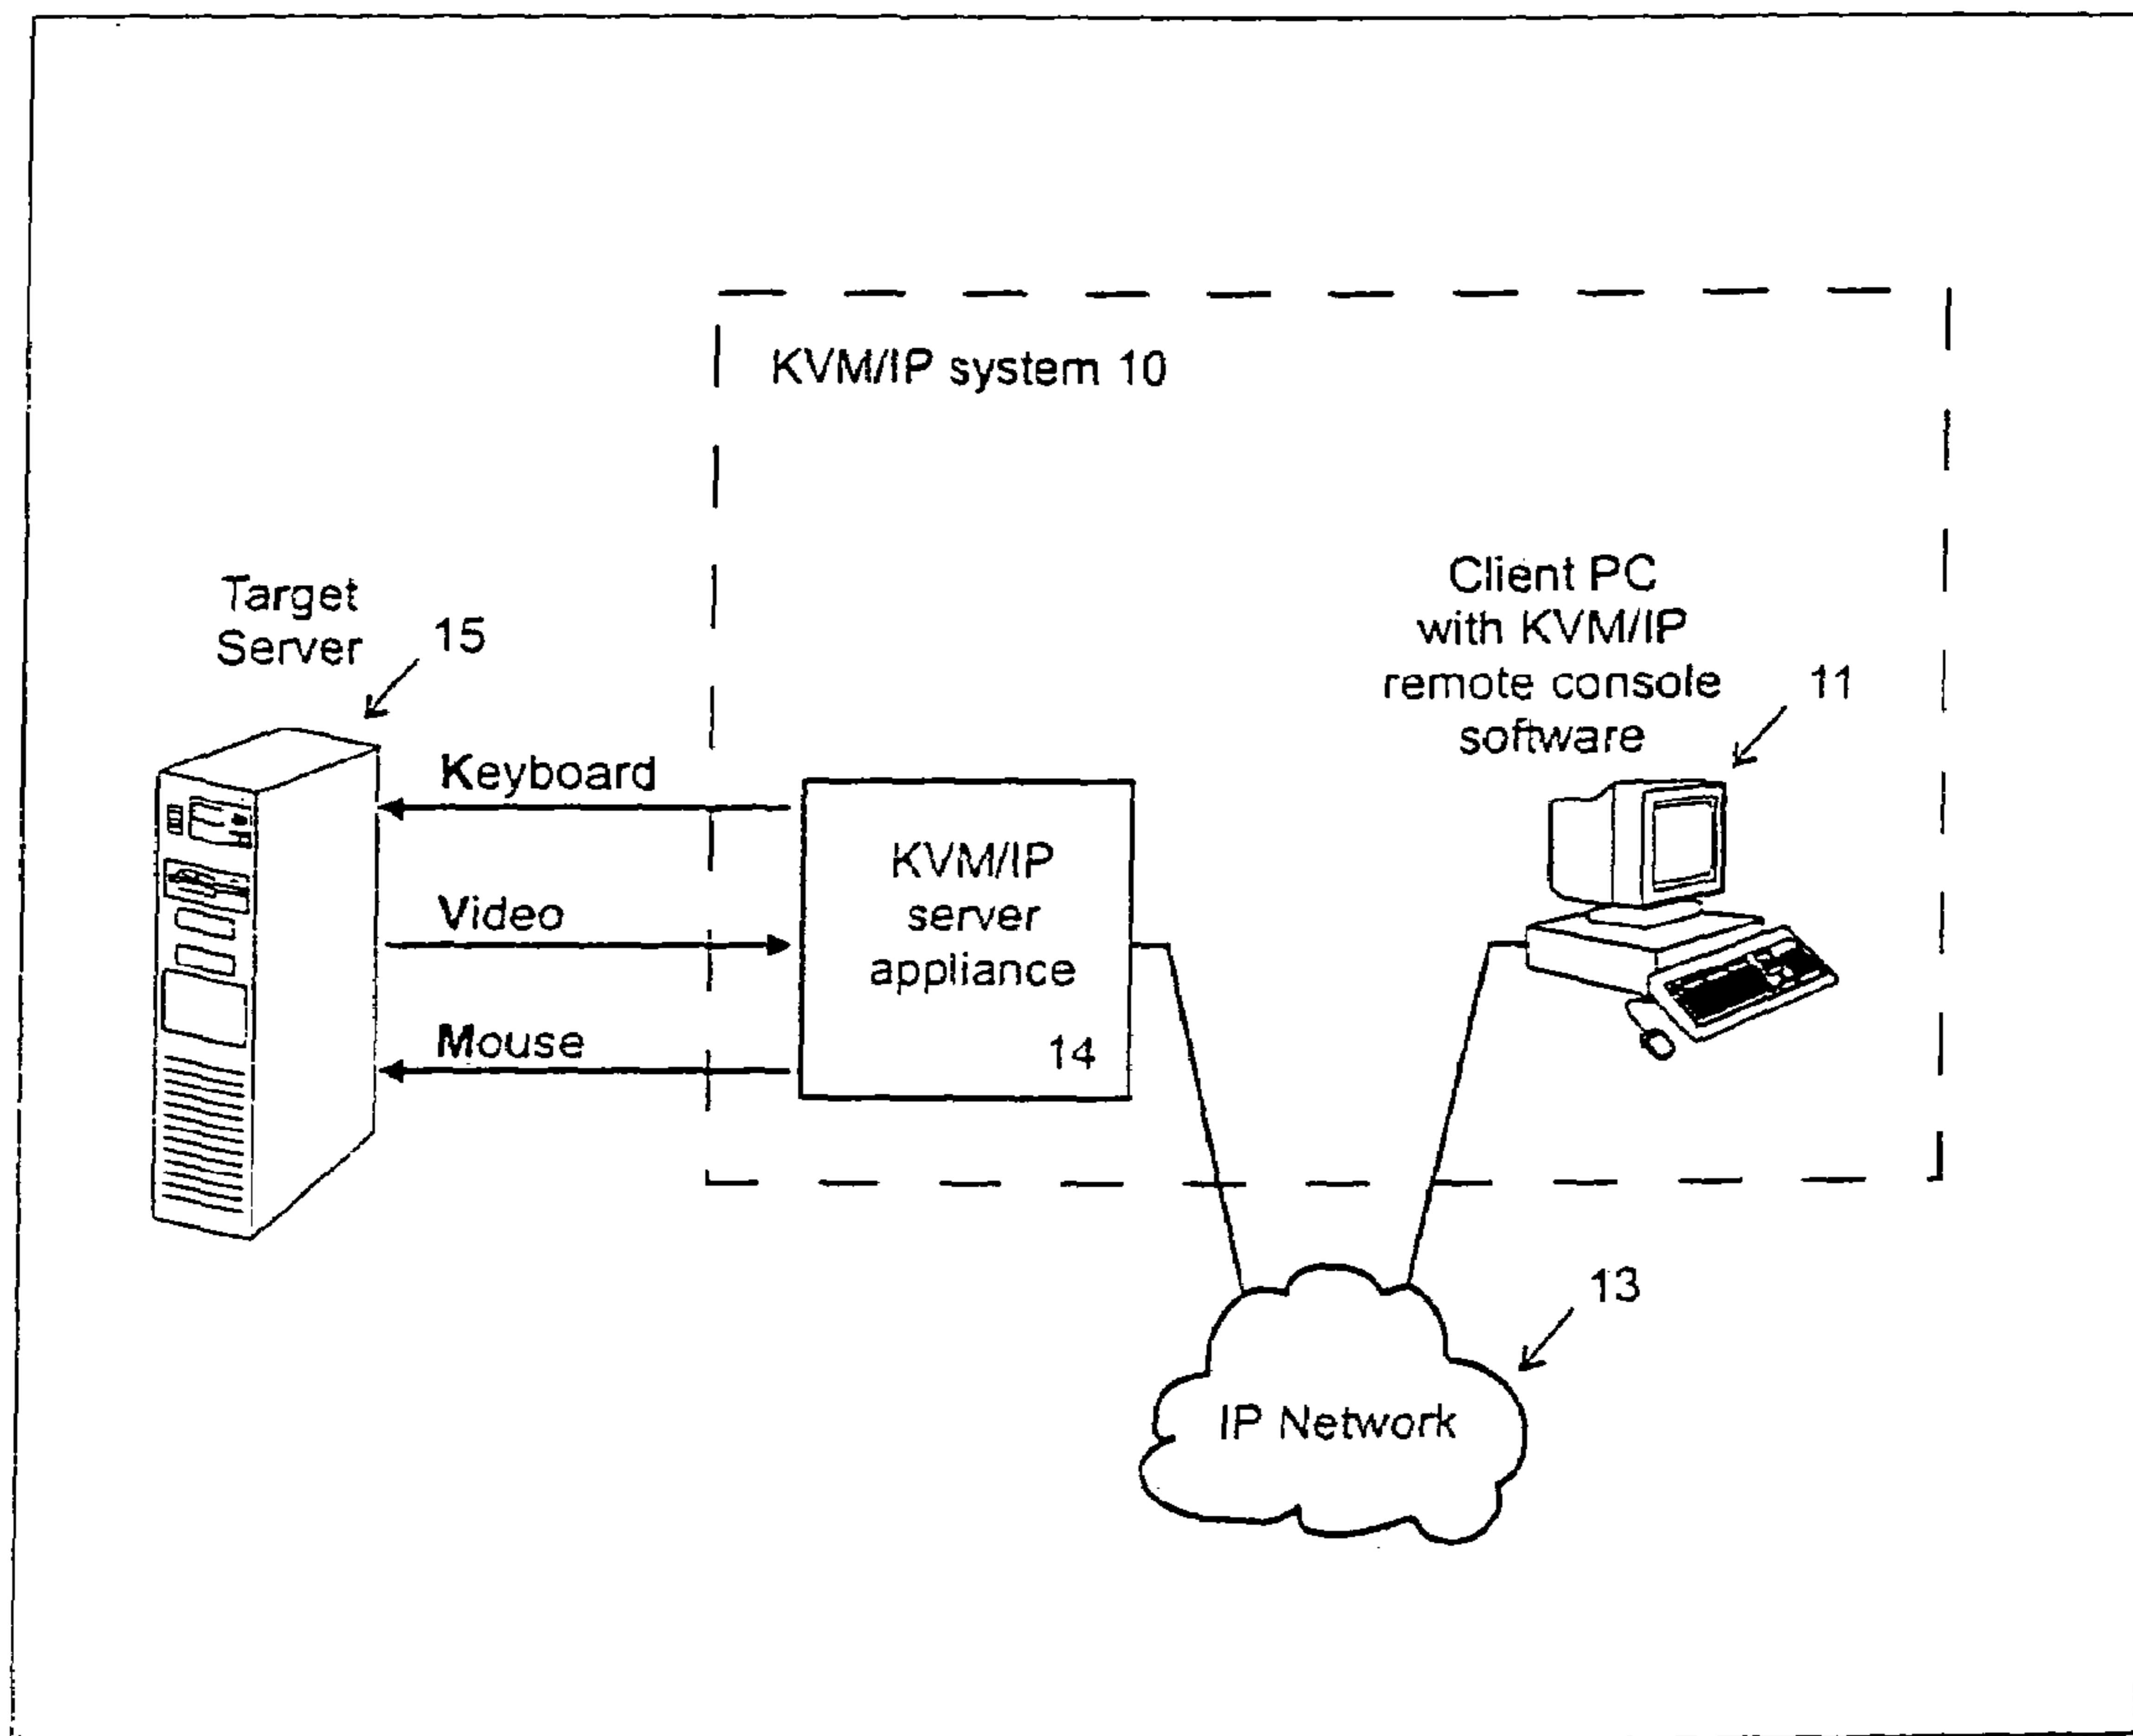 KVM/IP system 10
Target
Server
15
Client PC
with KVM/IP
remote console
software
11
Keyboard
Video
Mouse
KVM/IP
server
appliance
14
13
IP Network